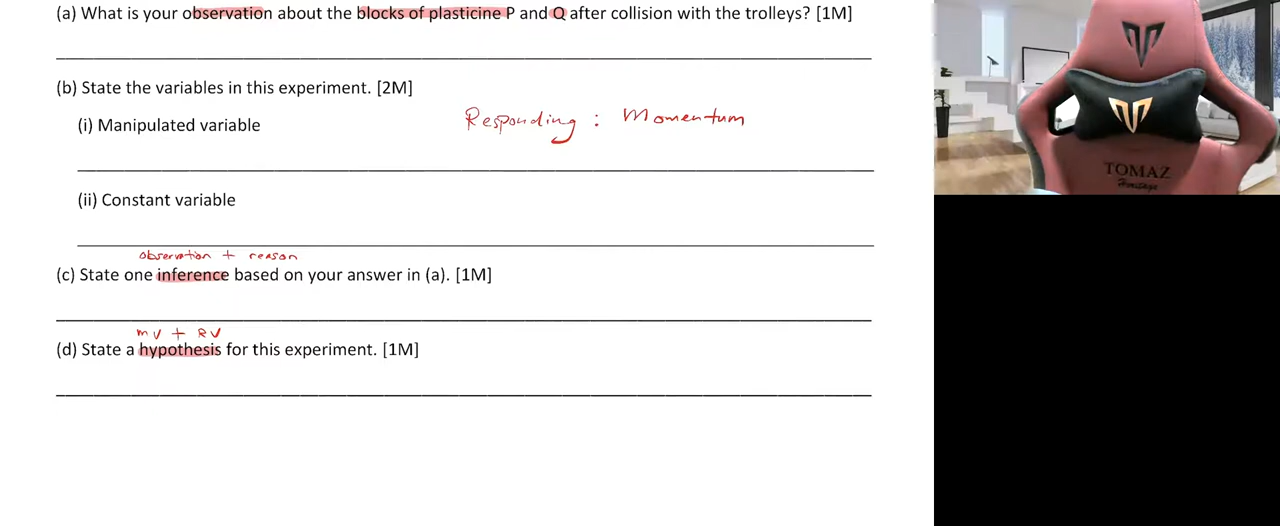 (a) What is your observation about the blocks of plasticine P and Q after collision with the trolleys? [1M]
(b) State the variables in this experiment. [2M]
(i) Manipulated variable
Responding : Momentum
(ii) Constant variable
observation + reason
(c) State one inference based on your answer in (a). [1M]
mv + RV
(d) State a hypothesis for this experiment. [1M]
TOMAZ